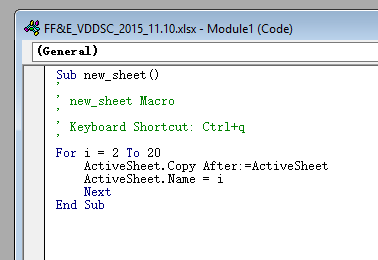 FF&E_VDDSC_2015_11.10.xlsx - Module1 (Code)
(General)
Sub new_sheet()
'
' new_sheet Macro
'
' Keyboard Shortcut: Ctrl+q
'
For i = 2 To 20
    ActiveSheet.Copy After:=ActiveSheet
    ActiveSheet.Name = i
    Next
End Sub